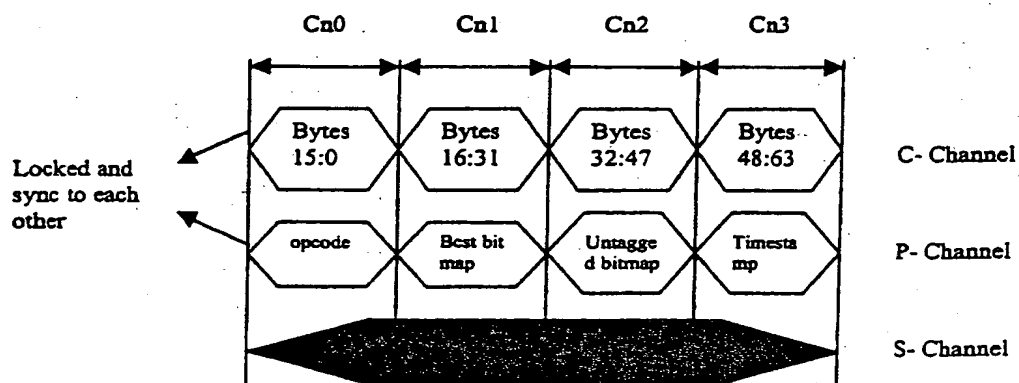 Cn0 Cn1 Cn2 Cn3
Bytes
15:0
Bytes
16:31
Bytes
32:47
Bytes
48:63
C- Channel
Locked and
sync to each
other
opcode
Best bit
map
Untagge
d bitmap
Timesta
mp
P- Channel
S- Channel